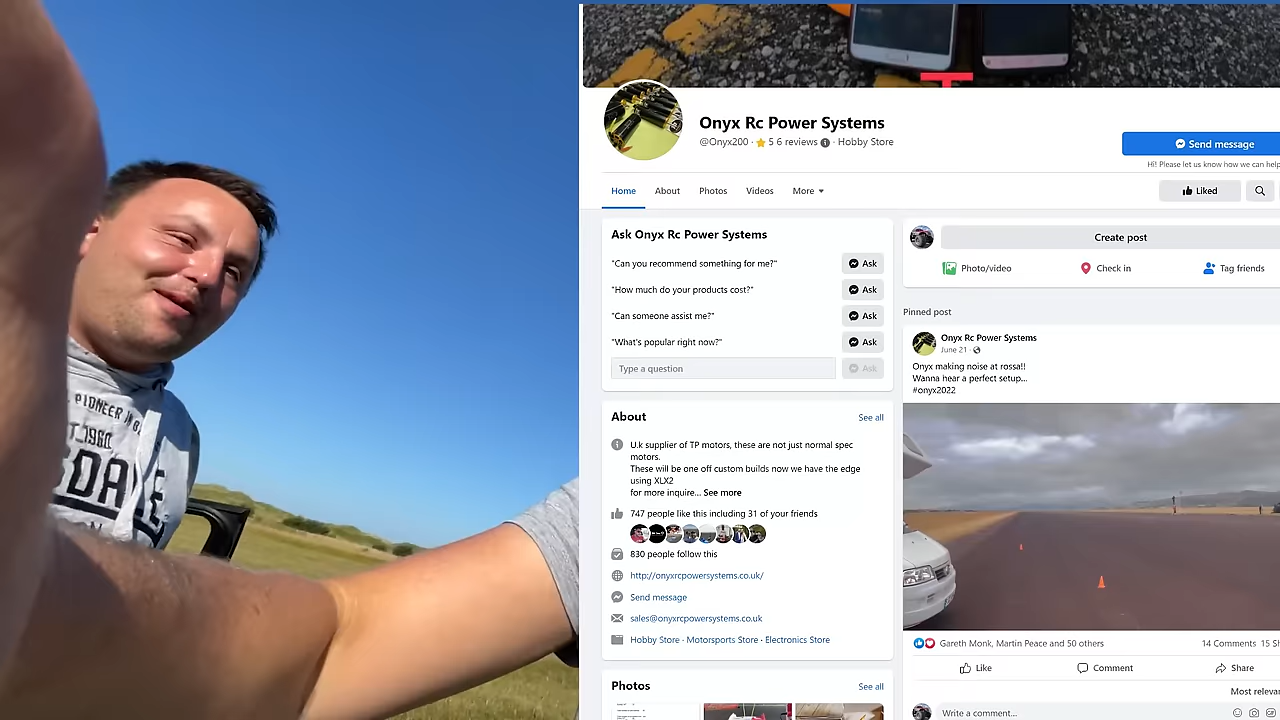 PIONEER IN
1960
Onyx Rc Power Systems
@Onyx200 · 5 6 reviews · Hobby Store
Send message
Hi! Please let us know how we can help
Home About Photos Videos More
Liked
Ask Onyx Rc Power Systems
"Can you recommend something for me?" Ask
"How much do your products cost?" Ask
"Can someone assist me?" Ask
"What's popular right now?" Ask
Type a question Ask
About See all
U.k supplier of TP motors, these are not just normal spec
motors.
These will be one off custom builds now we have the edge
using XLX2
for more inquire... See more
747 people like this including 31 of your friends
830 people follow this
http://onyxrcpowersystems.co.uk/
Send message
sales@onyxrcpowersystems.co.uk
Hobby Store · Motorsports Store · Electronics Store
Photos See all
Create post
Photo/video Check in Tag friends
Pinned post
Onyx Rc Power Systems
June 21 ·
Onyx making noise at rossa!!
Wanna hear a perfect setup...
#onyx2022
Gareth Monk, Martin Peace and 50 others 14 Comments 15 Sh
Like Comment Share
Most releva
Write a comment...